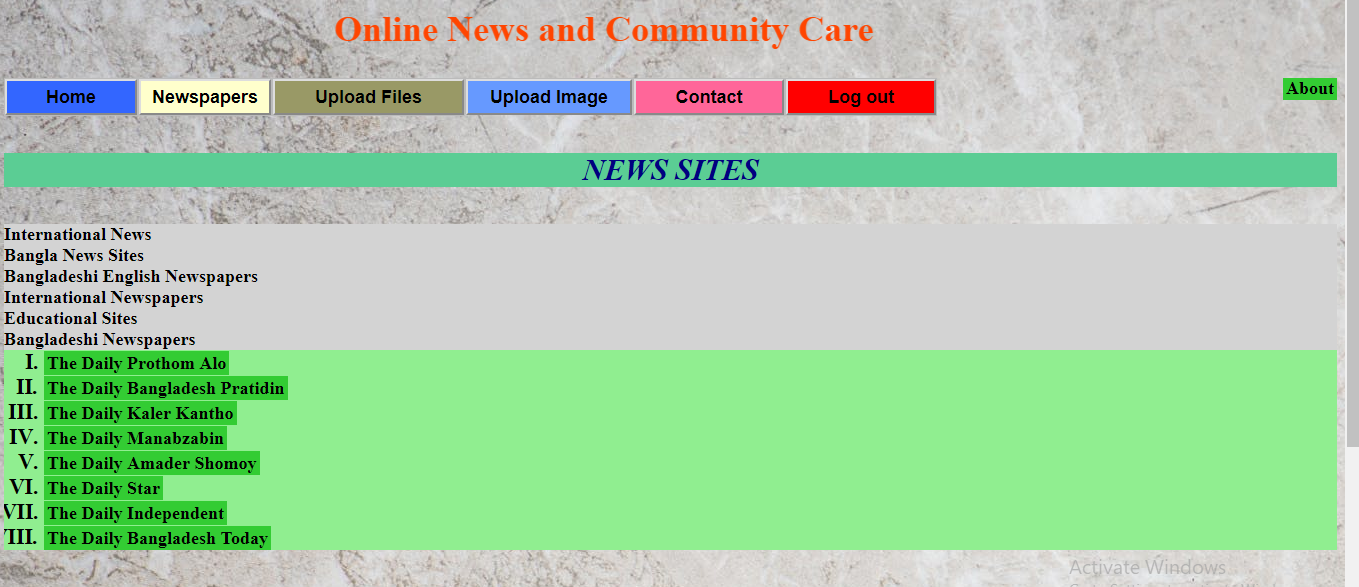 Online News and Community Care
Home Newspapers Upload Files Upload Image Contact Log out About
NEWS SITES
International News
Bangla News Sites
Bangladeshi English Newspapers
International Newspapers
Educational Sites
Bangladeshi Newspapers
I. The Daily Prothom Alo
II. The Daily Bangladesh Pratidin
III. The Daily Kaler Kantho
IV. The Daily Manabzabin
V. The Daily Amader Shomoy
VI. The Daily Star
VII. The Daily Independent
VIII. The Daily Bangladesh Today
Activate Windows